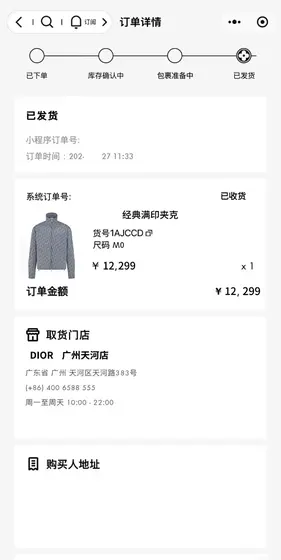 订阅 订单详情
已下单 库存确认中 包裹准备中 已发货
已发货
小程序订单号:
订单时间：202 27 11:33
系统订单号: 已收货
经典满印夹克
货号1AJCCD
尺码 M0
¥ 12,299 x 1
订单金额 ¥ 12, 299
取货门店
DIOR 广州天河店
广东省 广州 天河区天河路383号
(+86) 400 6588 555
周一至周天 10:00 - 22:00
购买人地址